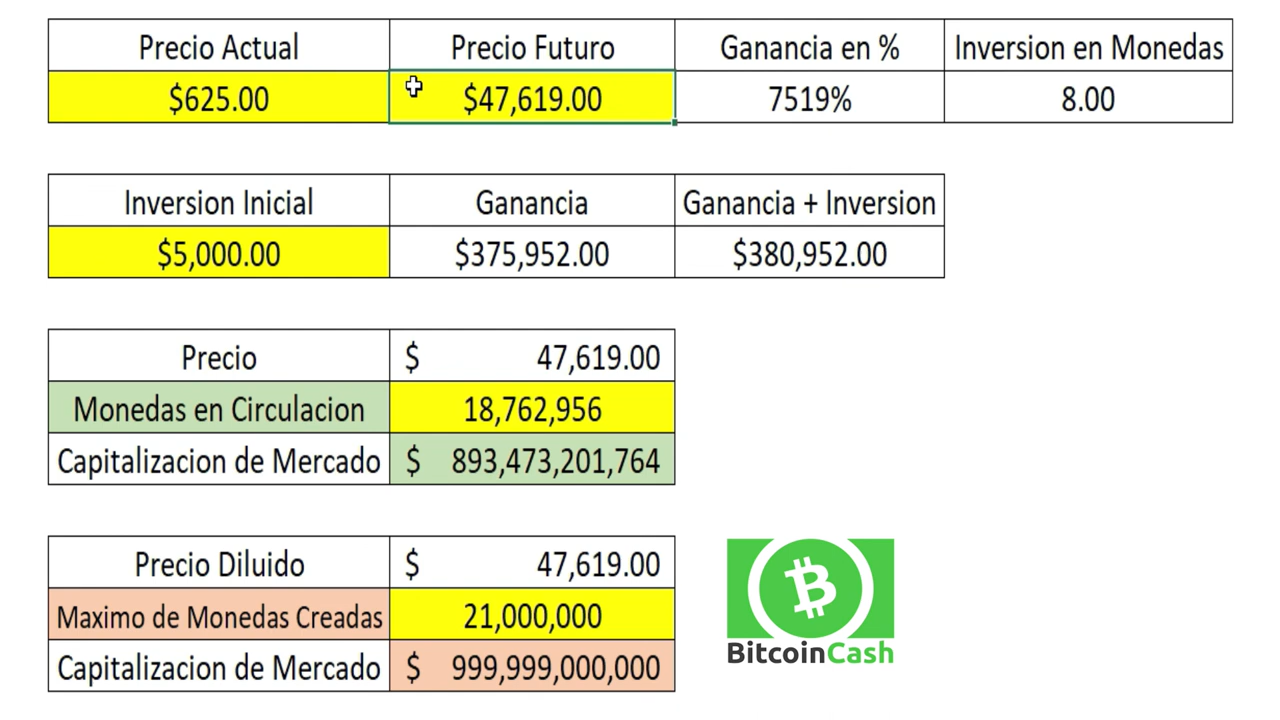 Precio Actual Precio Futuro Ganancia en % Inversion en Monedas
$625.00 $47,619.00 7519% 8.00
Inversion Inicial Ganancia Ganancia + Inversion
$5,000.00 $375,952.00 $380,952.00
Precio $ 47,619.00
Monedas en Circulacion 18,762,956
Capitalizacion de Mercado $ 893,473,201,764
Precio Diluido $ 47,619.00
Maximo de Monedas Creadas 21,000,000
Capitalizacion de Mercado $ 999,999,000,000
BitcoinCash